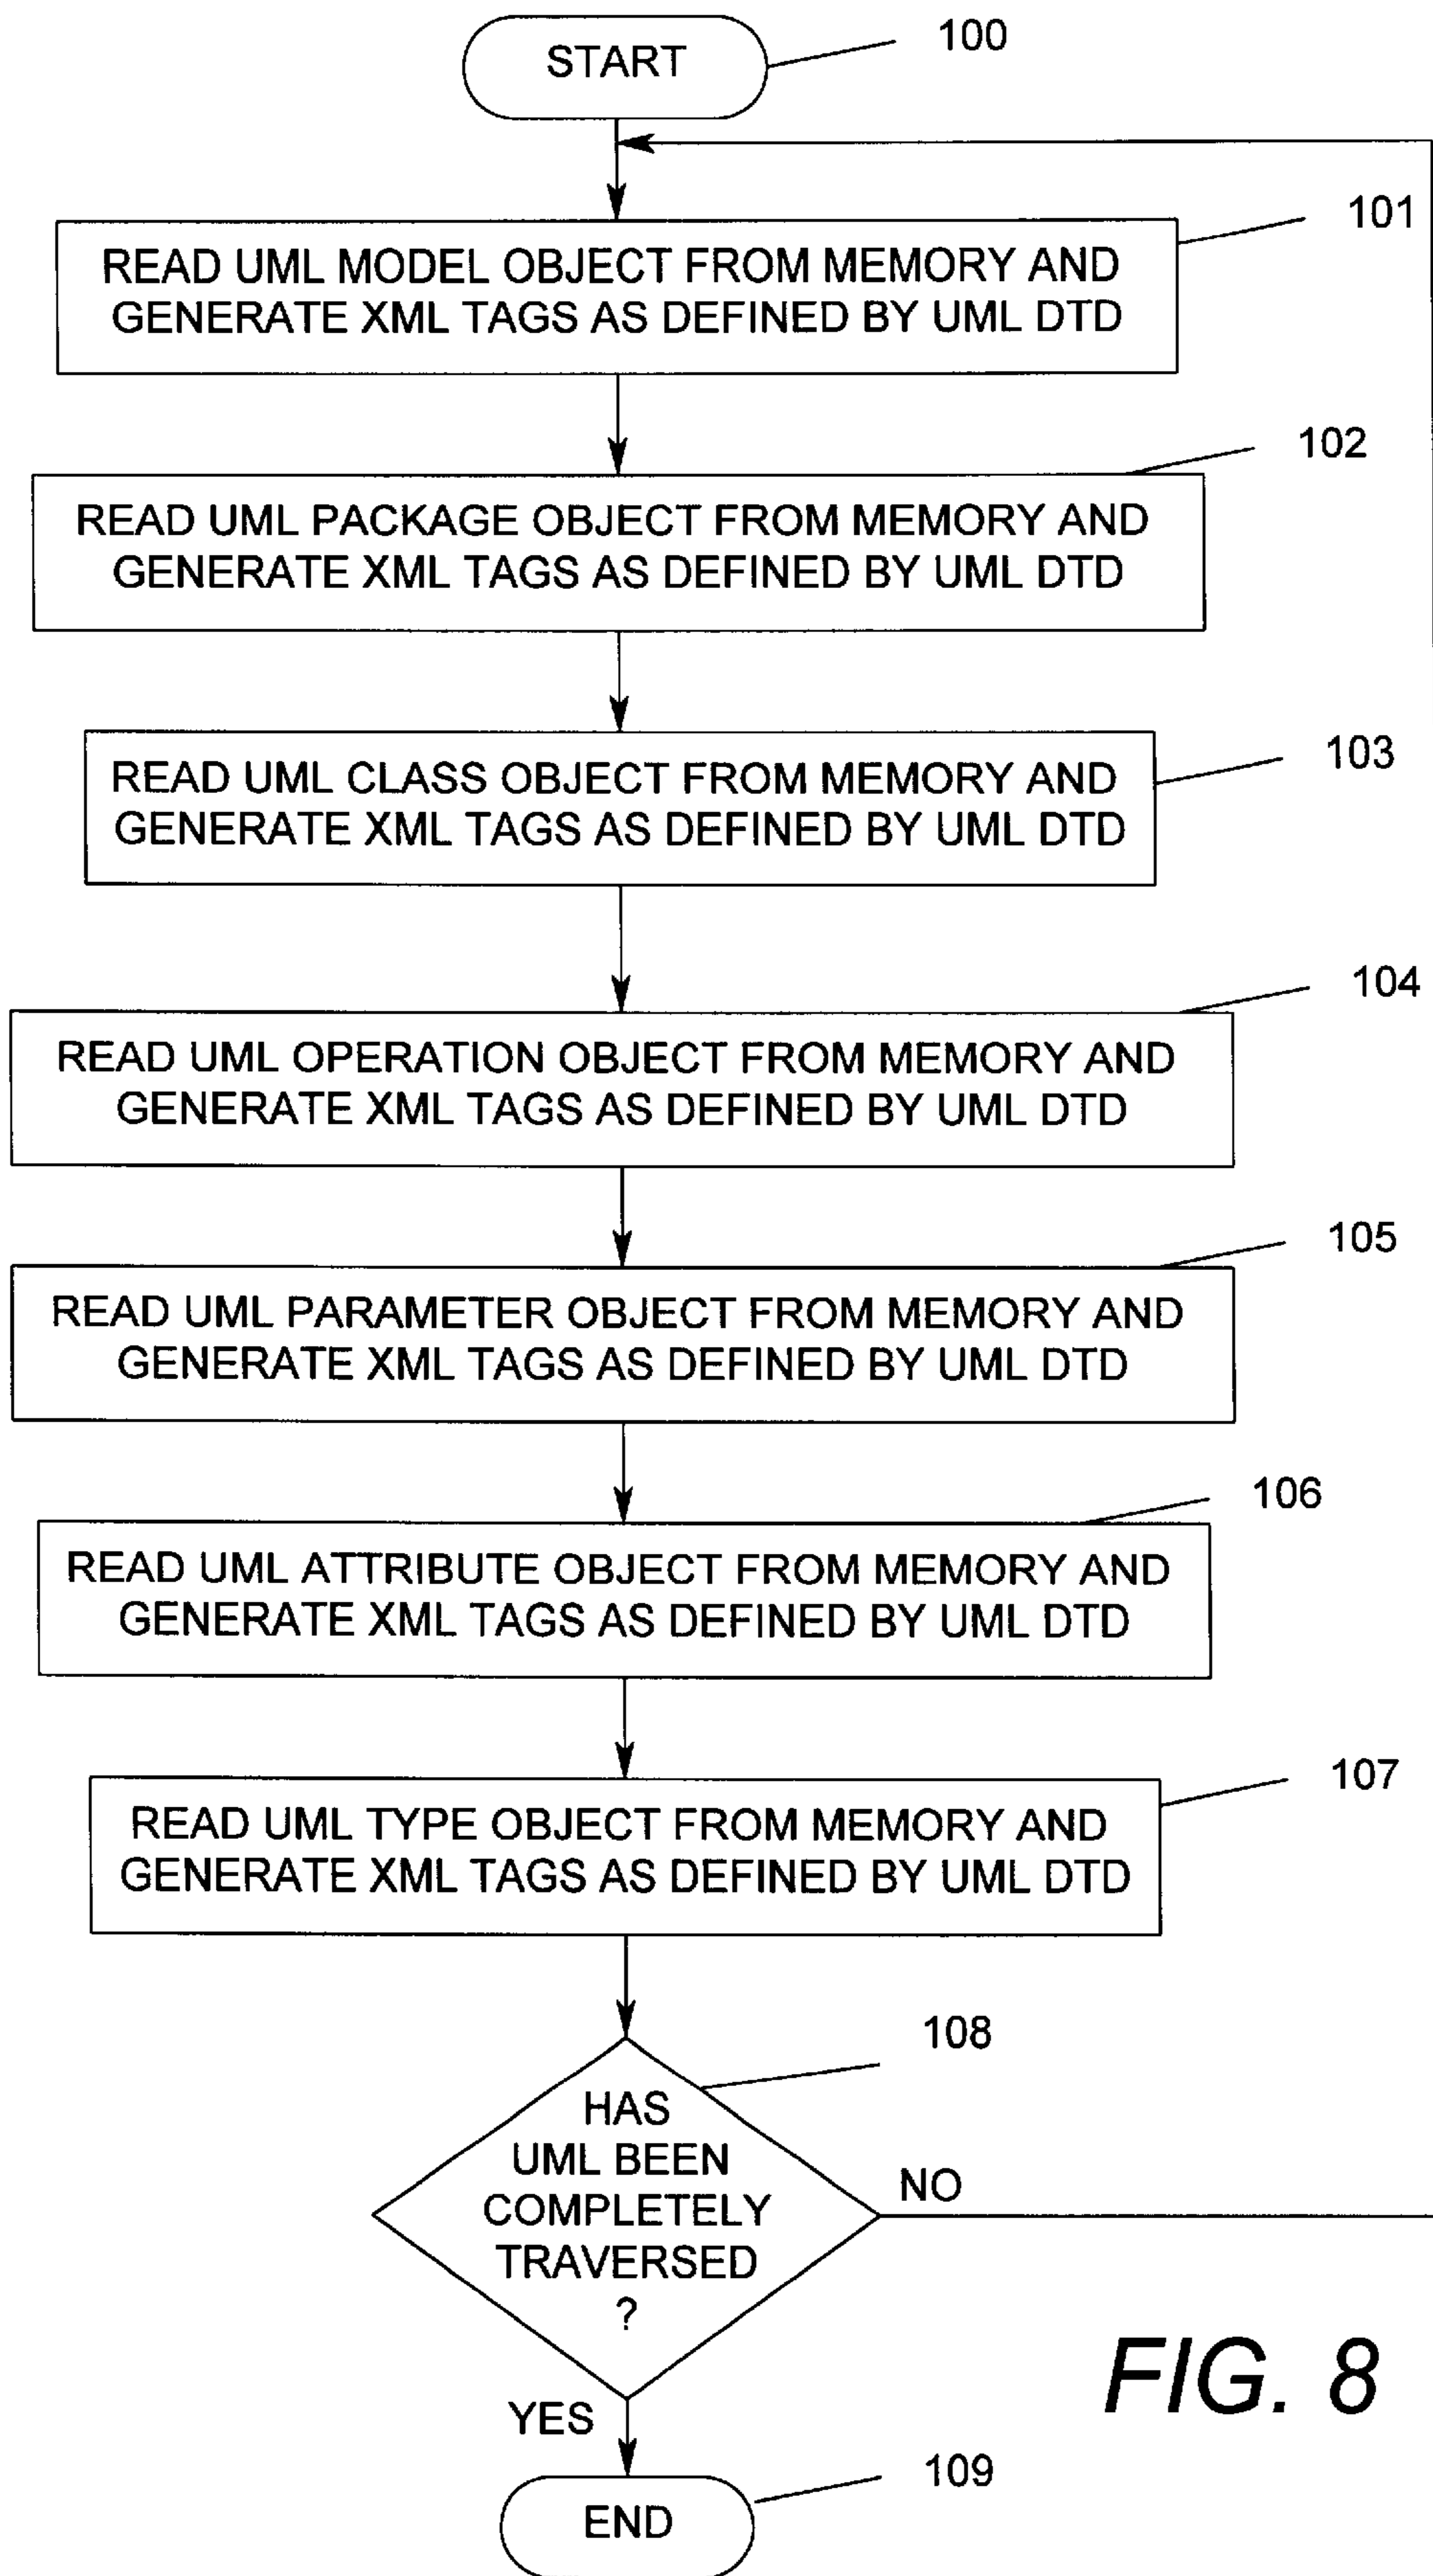 START
100
101
READ UML MODEL OBJECT FROM MEMORY AND
GENERATE XML TAGS AS DEFINED BY UML DTD
102
READ UML PACKAGE OBJECT FROM MEMORY AND
GENERATE XML TAGS AS DEFINED BY UML DTD
103
READ UML CLASS OBJECT FROM MEMORY AND
GENERATE XML TAGS AS DEFINED BY UML DTD
104
READ UML OPERATION OBJECT FROM MEMORY AND
GENERATE XML TAGS AS DEFINED BY UML DTD
105
READ UML PARAMETER OBJECT FROM MEMORY AND
GENERATE XML TAGS AS DEFINED BY UML DTD
106
READ UML ATTRIBUTE OBJECT FROM MEMORY AND
GENERATE XML TAGS AS DEFINED BY UML DTD
107
READ UML TYPE OBJECT FROM MEMORY AND
GENERATE XML TAGS AS DEFINED BY UML DTD
108
HAS
UML BEEN
COMPLETELY
TRAVERSED
?
NO
YES
FIG. 8
109
END